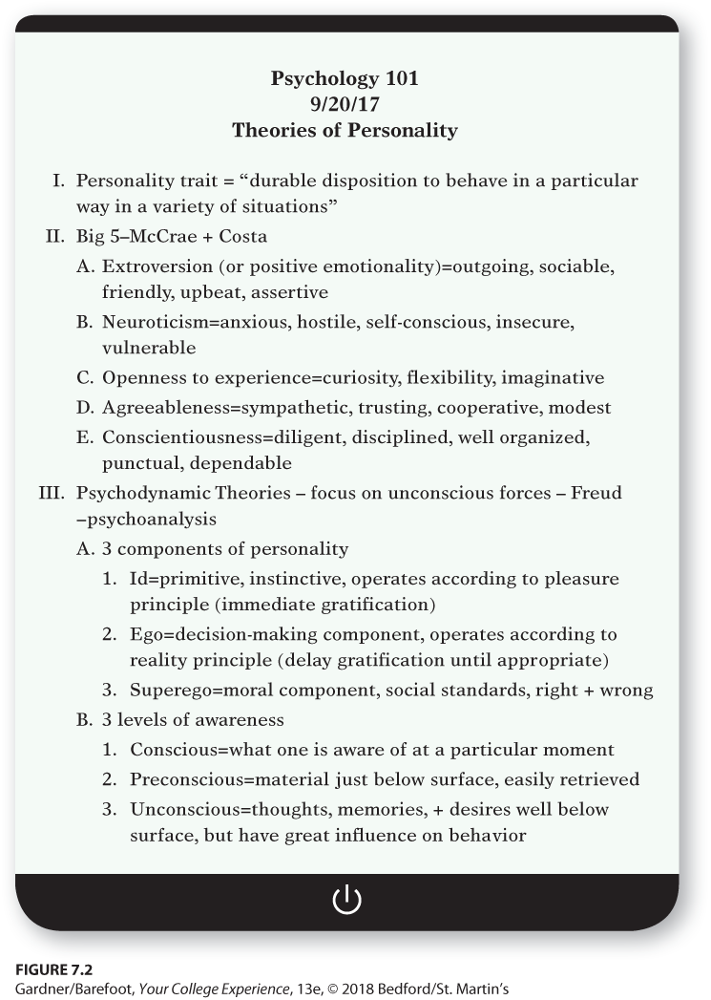 Psychology 101
9/20/17
Theories of Personality
I. Personality trait = “durable disposition to behave in a particular
way in a variety of situations”
II. Big 5–McCrae + Costa
A. Extroversion (or positive emotionality)=outgoing, sociable,
friendly, upbeat, assertive
B. Neuroticism=anxious, hostile, self-conscious, insecure,
vulnerable
C. Openness to experience=curiosity, flexibility, imaginative
D. Agreeableness=sympathetic, trusting, cooperative, modest
E. Conscientiousness=diligent, disciplined, well organized,
punctual, dependable
III. Psychodynamic Theories – focus on unconscious forces – Freud
–psychoanalysis
A. 3 components of personality
1. Id=primitive, instinctive, operates according to pleasure
principle (immediate gratification)
2. Ego=decision-making component, operates according to
reality principle (delay gratification until appropriate)
3. Superego=moral component, social standards, right + wrong
B. 3 levels of awareness
1. Conscious=what one is aware of at a particular moment
2. Preconscious=material just below surface, easily retrieved
3. Unconscious=thoughts, memories, + desires well below
surface, but have great influence on behavior
FIGURE 7.2
Gardner/Barefoot, Your College Experience, 13e, © 2018 Bedford/St. Martin’s